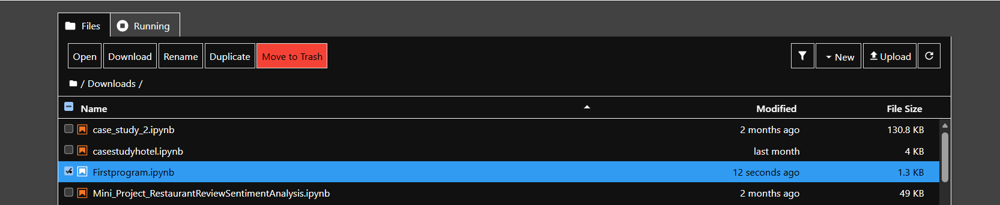 Files Running
Open Download Rename Duplicate Move to Trash New Upload
/ Downloads /
Name Modified File Size
case_study_2.ipynb 2 months ago 130.8 KB
casestudyhotel.ipynb last month 4 KB
Firstprogram.ipynb 12 seconds ago 1.3 KB
Mini_Project_RestaurantReviewSentimentAnalysis.ipynb 2 months ago 49 KB